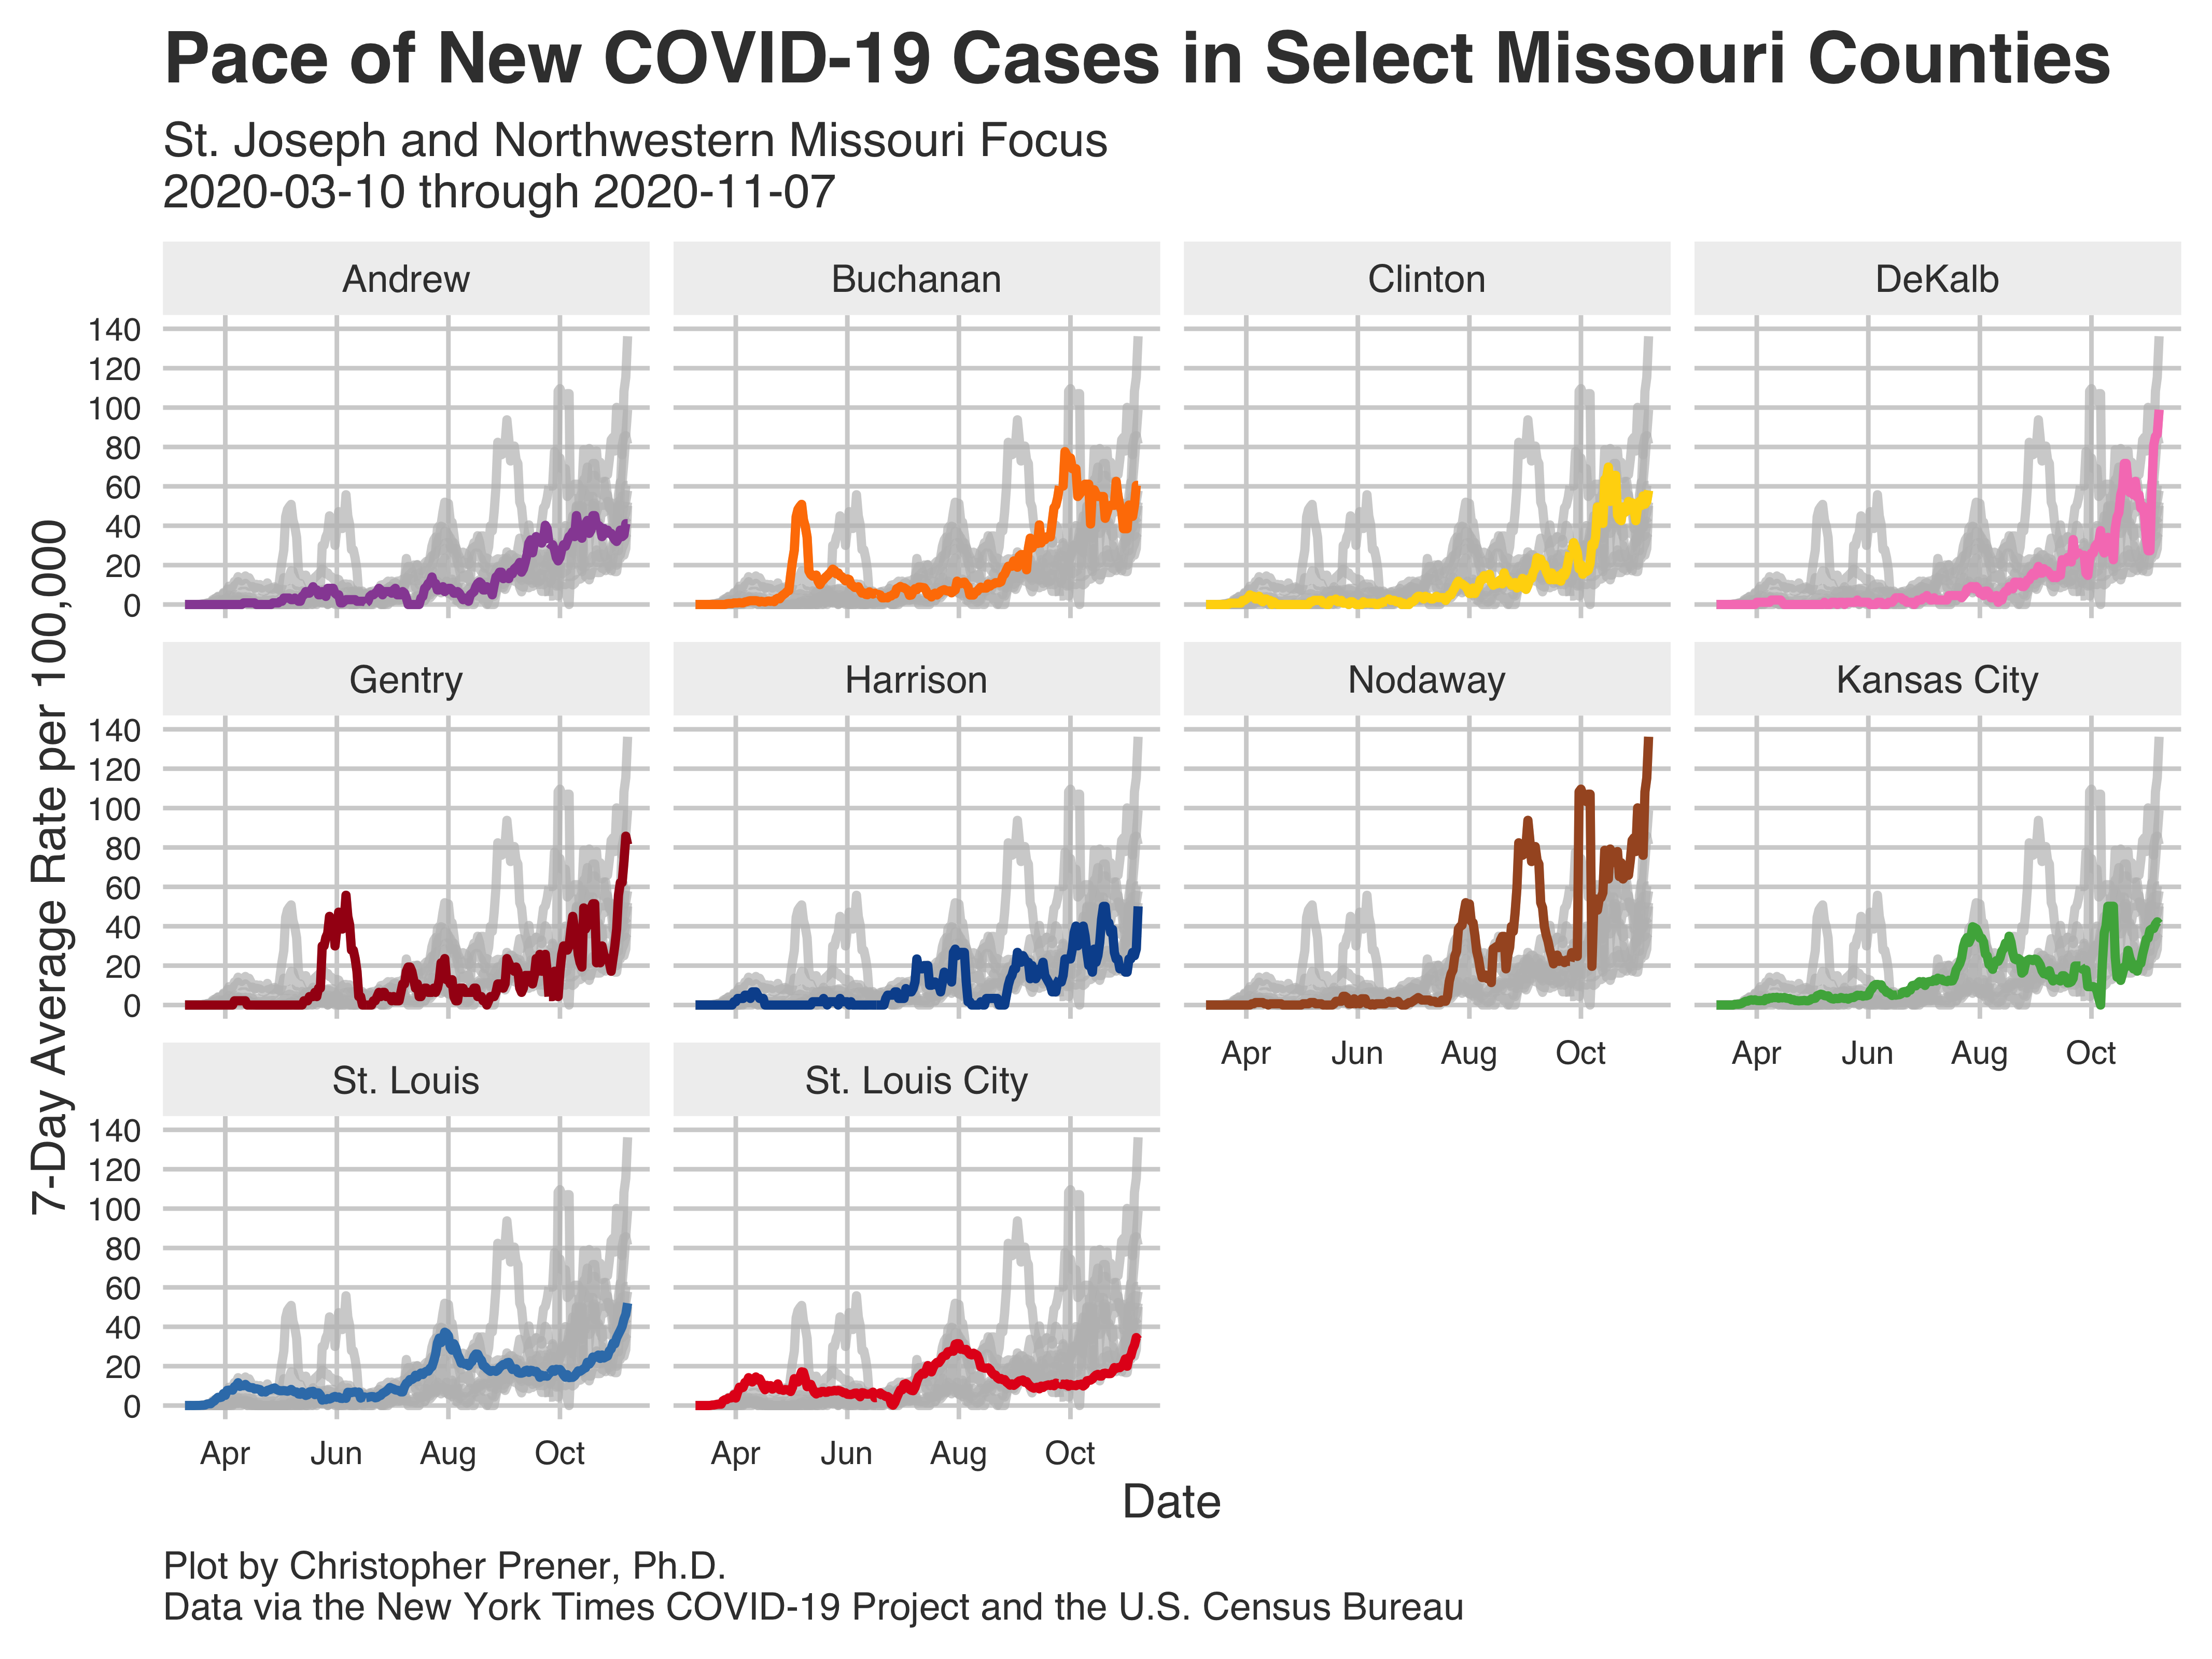 Pace of New COVID-19 Cases in Select Missouri Counties
St. Joseph and Northwestern Missouri Focus
2020-03-10 through 2020-11-07
Andrew
Buchanan
Clinton
DeKalb
140
120
100
80
60
40
20
0
Gentry
Harrison
Nodaway
Kansas City
140
120
100
80
60
40
20
0
Apr
Jun
Aug
Oct
Apr
Jun
Aug
Oct
St. Louis
St. Louis City
140
120
100
80
60
40
20
0
Apr
Jun
Aug
Oct
Apr
Jun
Aug
Oct
7-Day Average Rate per 100,000
Date
Plot by Christopher Prener, Ph.D.
Data via the New York Times COVID-19 Project and the U.S. Census Bureau